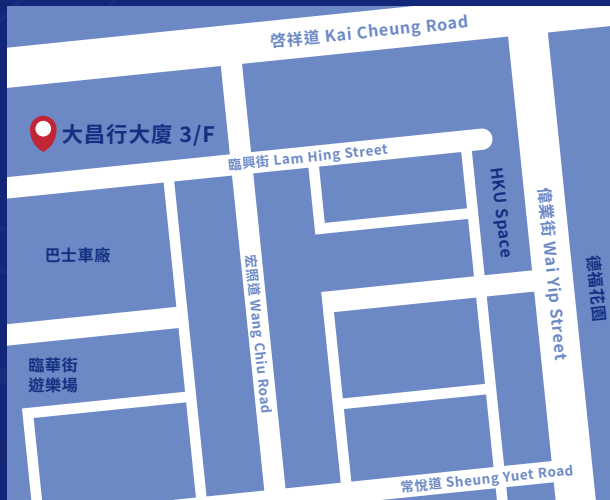 啓祥道 Kai Cheung Road
大昌行大廈 3/F
臨興街 Lam Hing Street
HKU Space
偉業街 Wai Yip Street
德福花園
巴士車廠
宏照道 Wang Chiu Road
臨華街
遊樂場
常悅道 Sheung Yuet Road